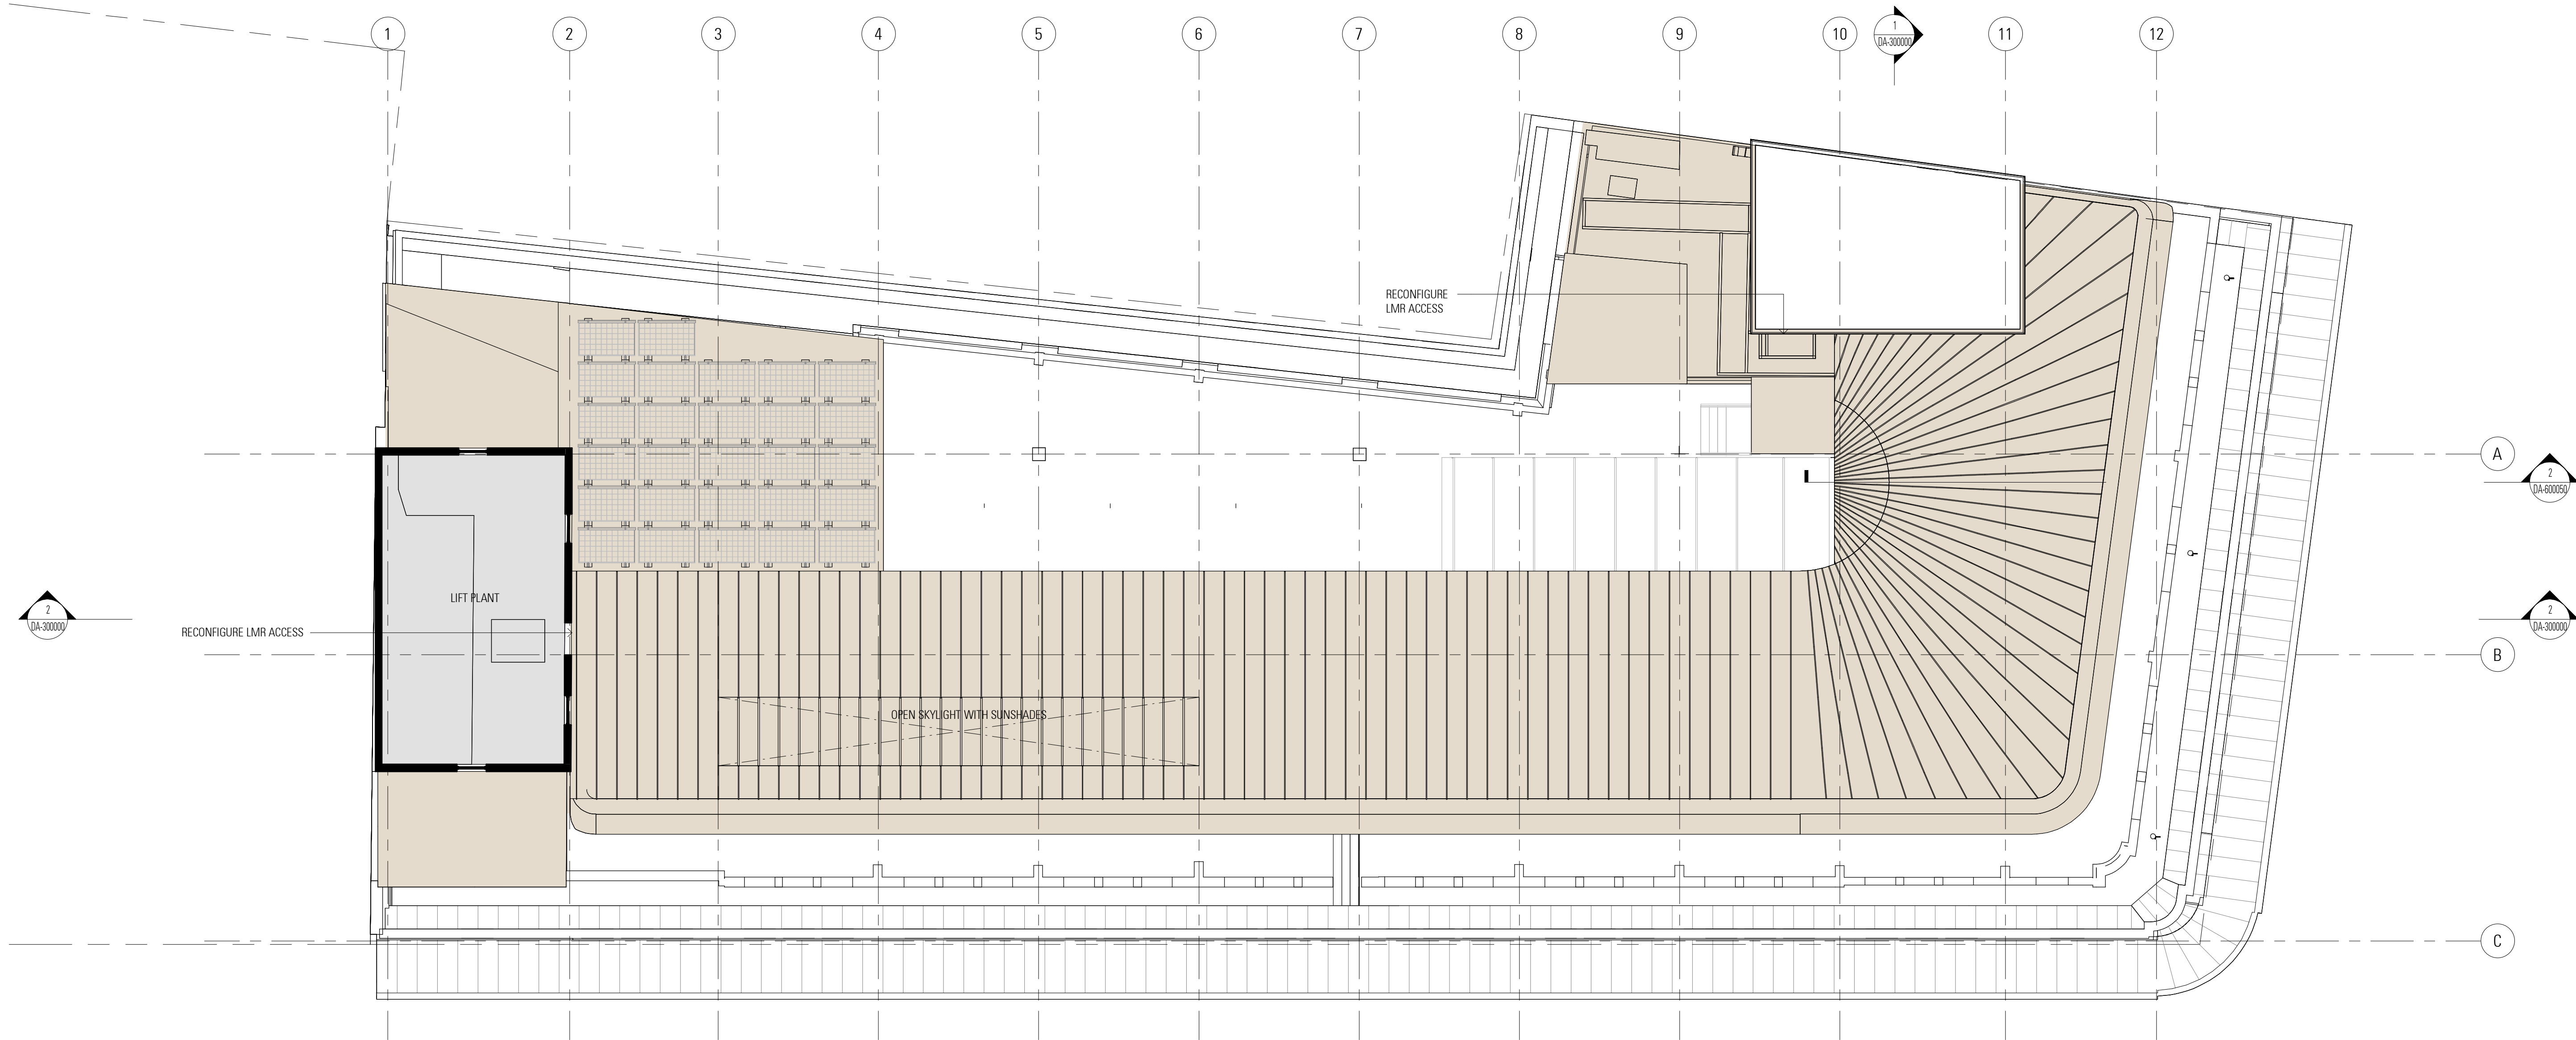 1
2
3
4
5
6
7
8
9
10
11
12
1
DA-300000
RECONFIGURE
LMR ACCESS
A
2
DA-600050
LIFT PLANT
2
DA-300000
2
DA-300000
RECONFIGURE LMR ACCESS
B
OPEN SKYLIGHT WITH SUNSHADES
C